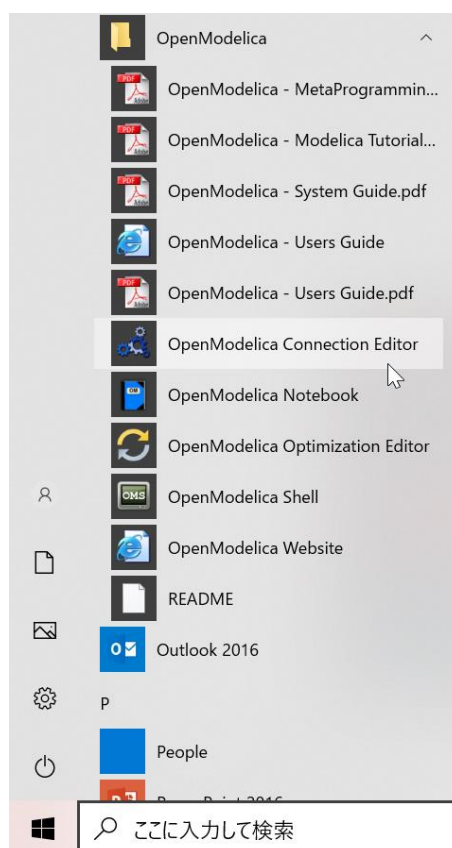 OpenModelica
OpenModelica - MetaProgrammin...
OpenModelica - Modelica Tutorial...
OpenModelica - System Guide.pdf
OpenModelica - Users Guide
OpenModelica - Users Guide.pdf
OpenModelica Connection Editor
OpenModelica Notebook
OpenModelica Optimization Editor
OpenModelica Shell
OpenModelica Website
README
Outlook 2016
P
People
PowerPoint 2016
ここに入力して検索